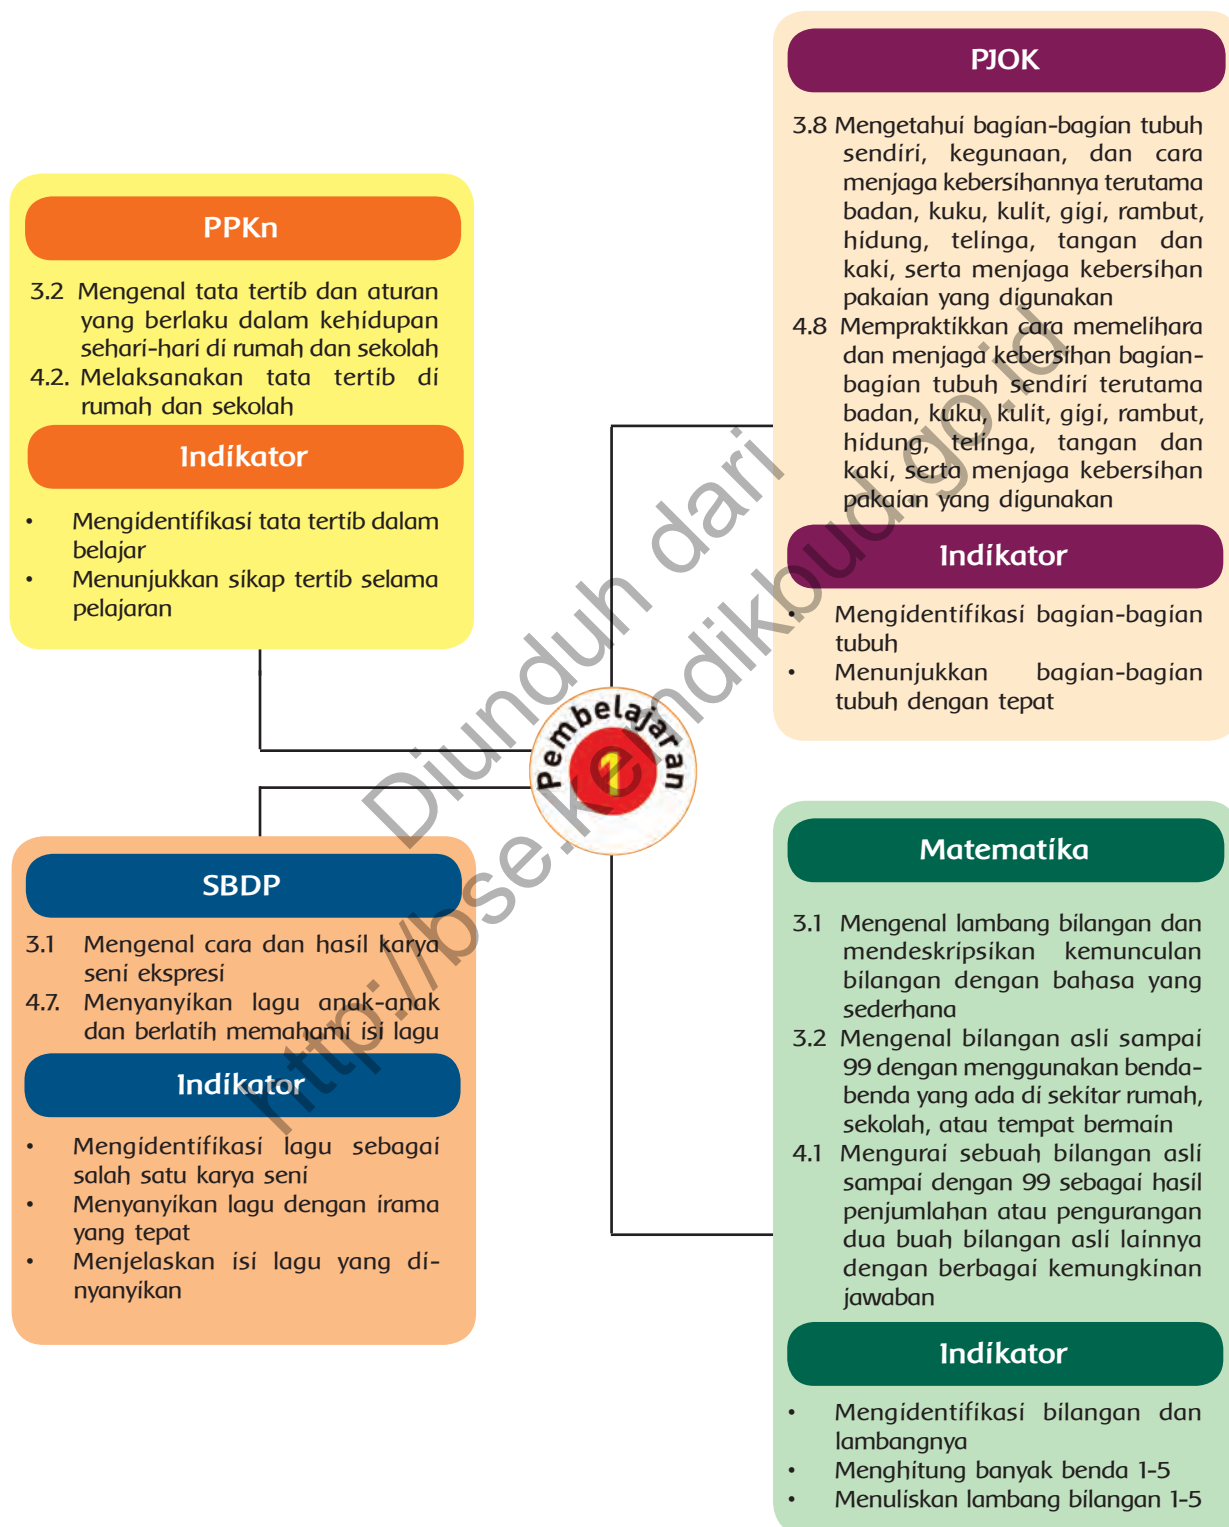 PPKn
3.2 Mengenal tata tertib dan aturan
yang berlaku dalam kehidupan
sehari-hari di rumah dan sekolah
4.2. Melaksanakan tata tertib di
rumah dan sekolah
Indikator
• Mengidentifikasi tata tertib dalam
belajar
• Menunjukkan sikap tertib selama
pelajaran
PJOK
3.8 Mengetahui bagian-bagian tubuh
sendiri, kegunaan, dan cara
menjaga kebersihannya terutama
badan, kuku, kulit, gigi, rambut,
hidung, telinga, tangan dan
kaki, serta menjaga kebersihan
pakaian yang digunakan
4.8 Mempraktikkan cara memelihara
dan menjaga kebersihan bagian-
bagian tubuh sendiri terutama
badan, kuku, kulit, gigi, rambut,
hidung, telinga, tangan dan
kaki, serta menjaga kebersihan
pakaian yang digunakan
Indikator
• Mengidentifikasi bagian-bagian
tubuh
• Menunjukkan bagian-bagian
tubuh dengan tepat
Pembelajaran
1
SBDP
3.1 Mengenal cara dan hasil karya
seni ekspresi
4.7. Menyanyikan lagu anak-anak
dan berlatih memahami isi lagu
Indikator
• Mengidentifikasi lagu sebagai
salah satu karya seni
• Menyanyikan lagu dengan irama
yang tepat
• Menjelaskan isi lagu yang di-
nyanyikan
Matematika
3.1 Mengenal lambang bilangan dan
mendeskripsikan kemunculan
bilangan dengan bahasa yang
sederhana
3.2 Mengenal bilangan asli sampai
99 dengan menggunakan benda-
benda yang ada di sekitar rumah,
sekolah, atau tempat bermain
4.1 Mengurai sebuah bilangan asli
sampai dengan 99 sebagai hasil
penjumlahan atau pengurangan
dua buah bilangan asli lainnya
dengan berbagai kemungkinan
jawaban
Indikator
• Mengidentifikasi bilangan dan
lambangnya
• Menghitung banyak benda 1-5
• Menuliskan lambang bilangan 1-5
Diunduh dari
http://bse.kemdikbud.go.id